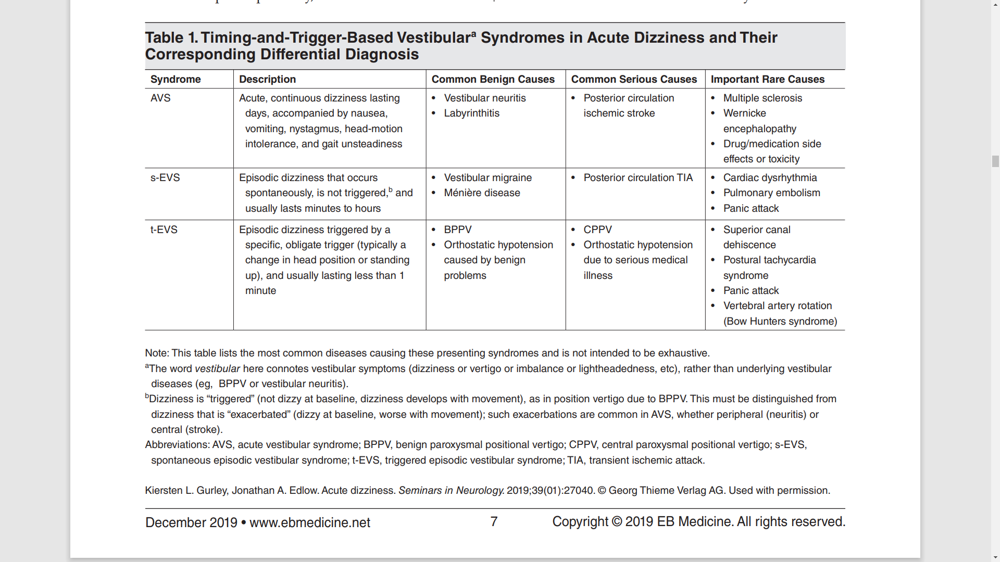 Table 1. Timing-and-Trigger-Based Vestibularª Syndromes in Acute Dizziness and Their
Corresponding Differential Diagnosis
Syndrome
Description
Common Benign Causes
Common Serious Causes
Important Rare Causes
AVS
Acute, continuous dizziness lasting
days, accompanied by nausea,
vomiting, nystagmus, head-motion
intolerance, and gait unsteadiness
• Vestibular neuritis
• Labyrinthitis
• Posterior circulation
ischemic stroke
• Multiple sclerosis
• Wernicke
encephalopathy
• Drug/medication side
effects or toxicity
s-EVS
Episodic dizziness that occurs
spontaneously, is not triggered,ᵇ and
usually lasts minutes to hours
• Vestibular migraine
• Ménière disease
• Posterior circulation TIA
• Cardiac dysrhythmia
• Pulmonary embolism
• Panic attack
t-EVS
Episodic dizziness triggered by a
specific, obligate trigger (typically a
change in head position or standing
up), and usually lasting less than 1
minute
• BPPV
• Orthostatic hypotension
caused by benign
problems
• CPPV
• Orthostatic hypotension
due to serious medical
illness
• Superior canal
dehiscence
• Postural tachycardia
syndrome
• Panic attack
• Vertebral artery rotation
(Bow Hunters syndrome)
Note: This table lists the most common diseases causing these presenting syndromes and is not intended to be exhaustive.
ªThe word vestibular here connotes vestibular symptoms (dizziness or vertigo or imbalance or lightheadedness, etc), rather than underlying vestibular
diseases (eg, BPPV or vestibular neuritis).
ᵇDizziness is “triggered” (not dizzy at baseline, dizziness develops with movement), as in position vertigo due to BPPV. This must be distinguished from
dizziness that is “exacerbated” (dizzy at baseline, worse with movement); such exacerbations are common in AVS, whether peripheral (neuritis) or
central (stroke).
Abbreviations: AVS, acute vestibular syndrome; BPPV, benign paroxysmal positional vertigo; CPPV, central paroxysmal positional vertigo; s-EVS,
spontaneous episodic vestibular syndrome; t-EVS, triggered episodic vestibular syndrome; TIA, transient ischemic attack.
Kiersten L. Gurley, Jonathan A. Edlow. Acute dizziness. Seminars in Neurology. 2019;39(01):27040. © Georg Thieme Verlag AG. Used with permission.
December 2019 • www.ebmedicine.net
7
Copyright © 2019 EB Medicine. All rights reserved.